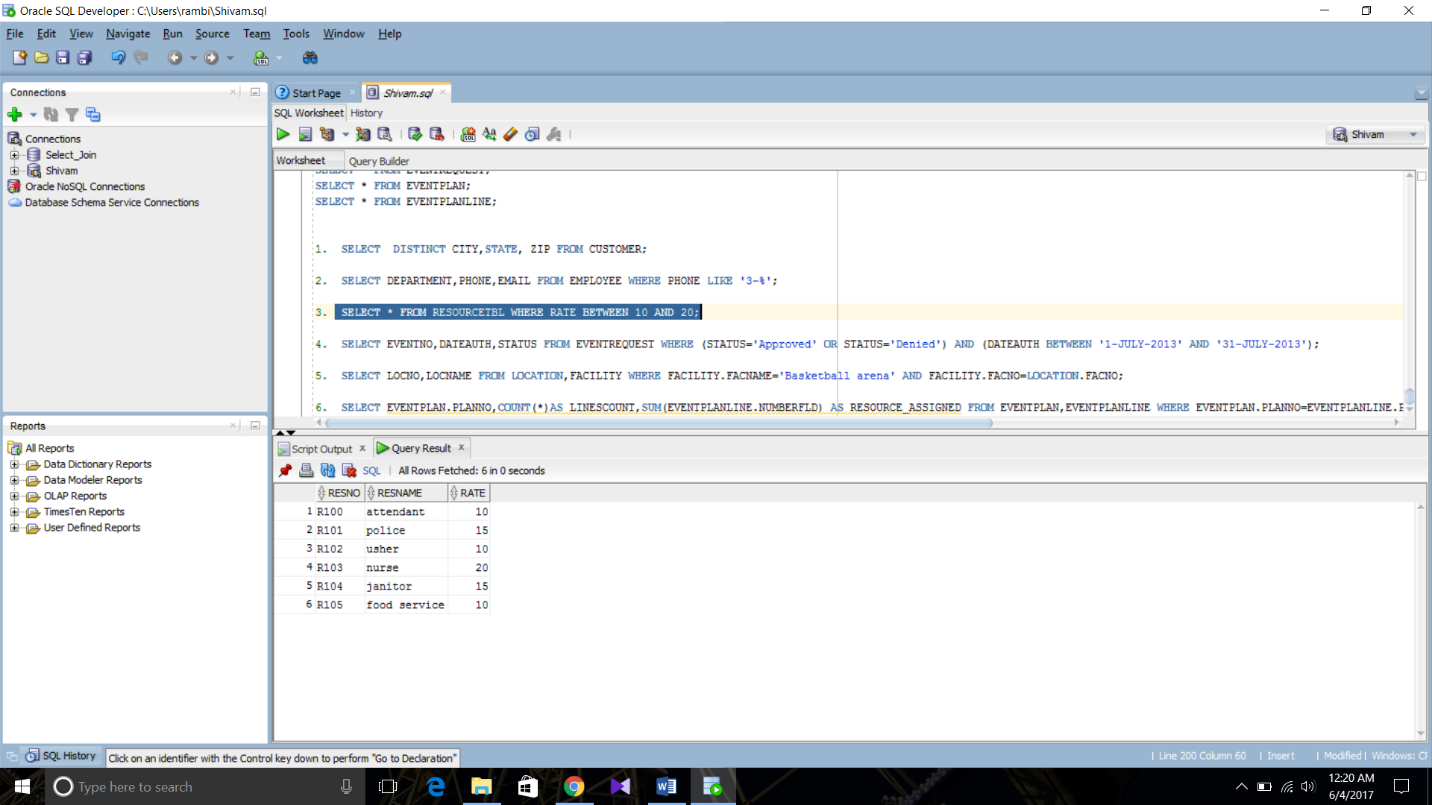 Oracle SQL Developer : C:\Users\rambi\Shivam.sql
File Edit View Navigate Run Source Team Tools Window Help
Connections
Connections
Select_Join
Shivam
Oracle NoSQL Connections
Database Schema Service Connections
Reports
All Reports
Data Dictionary Reports
Data Modeler Reports
OLAP Reports
TimesTen Reports
User Defined Reports
Start Page Shivam.sql
SQL Worksheet History
Shivam
Worksheet Query Builder
SELECT * FROM EVENTREQUEST;
SELECT * FROM EVENTPLAN;
SELECT * FROM EVENTPLANLINE;
1. SELECT DISTINCT CITY,STATE, ZIP FROM CUSTOMER;
2. SELECT DEPARTMENT,PHONE,EMAIL FROM EMPLOYEE WHERE PHONE LIKE '3-%';
3. SELECT * FROM RESOURCETBL WHERE RATE BETWEEN 10 AND 20;
4. SELECT EVENTNO,DATEAUTH,STATUS FROM EVENTREQUEST WHERE (STATUS='Approved' OR STATUS='Denied') AND (DATEAUTH BETWEEN '1-JULY-2013' AND '31-JULY-2013');
5. SELECT LOCNO,LOCNAME FROM LOCATION,FACILITY WHERE FACILITY.FACNAME='Basketball arena' AND FACILITY.FACNO=LOCATION.FACNO;
6. SELECT EVENTPLAN.PLANNO,COUNT(*)AS LINESCOUNT,SUM(EVENTPLANLINE.NUMBERFLD) AS RESOURCE_ASSIGNED FROM EVENTPLAN,EVENTPLANLINE WHERE EVENTPLAN.PLANNO=EVENTPLANLINE.
Script Output x Query Result x
SQL | All Rows Fetched: 6 in 0 seconds
RESNO RESNAME RATE
1 R100 attendant 10
2 R101 police 15
3 R102 usher 10
4 R103 nurse 20
5 R104 janitor 15
6 R105 food service 10
SQL History Click on an identifier with the Control key down to perform "Go to Declaration" | Line 200 Column 60 | Insert | Modified | Windows:
Type here to search
12:20 AM
6/4/2017